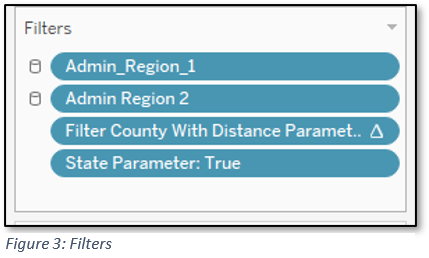 Filters
Admin_Region_1
Admin Region 2
Filter County With Distance Paramet..
State Parameter: True
Figure 3: Filters